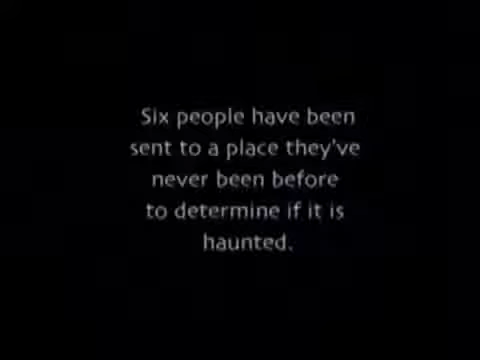 Six people have been
sent to a place they've
never been before
to determine if it is
haunted.